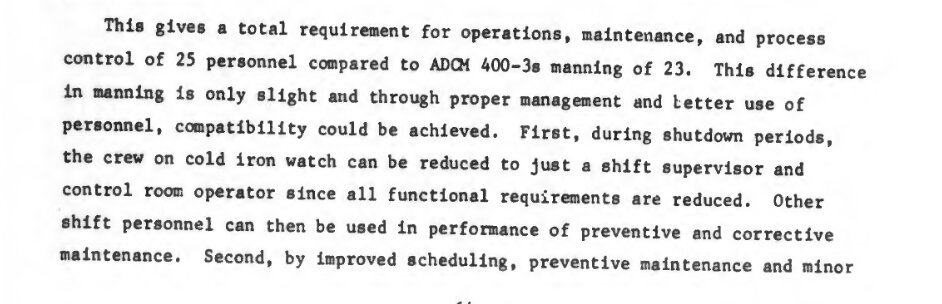 This gives a total requirement for operations, maintenance, and process
control of 25 personnel compared to ADCM 400-3s manning of 23. This difference
in manning is only slight and through proper management and better use of
personnel, compatibility could be achieved. First, during shutdown periods,
the crew on cold iron watch can be reduced to just a shift supervisor and
control room operator since all functional requirements are reduced. Other
shift personnel can then be used in performance of preventive and corrective
maintenance. Second, by improved scheduling, preventive maintenance and minor